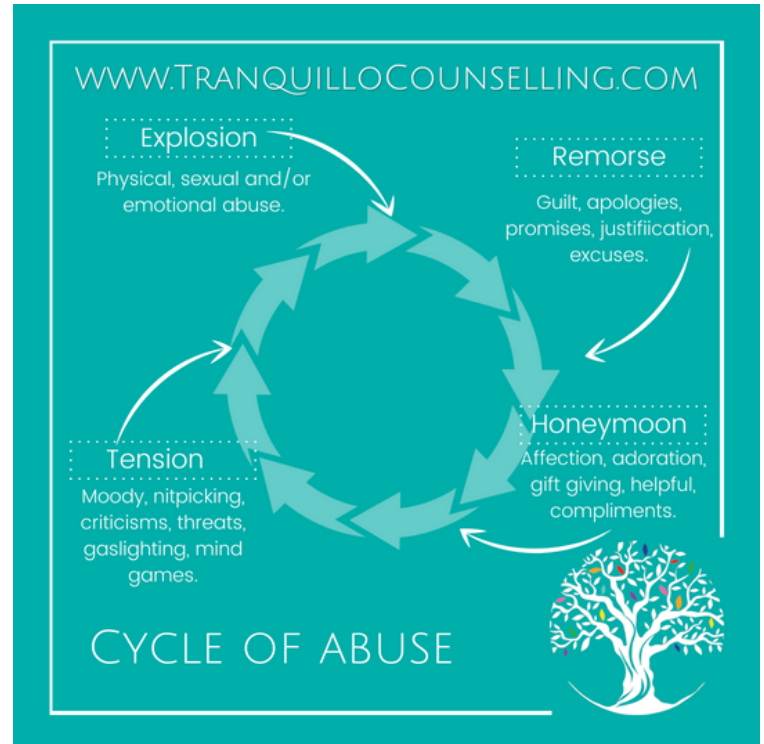 WWW.TRANQUILLOCOUNSELLING.COM
Explosion
Physical, sexual and/or
emotional abuse.
Remorse
Guilt, apologies,
promises, justifiication,
excuses.
Honeymoon
Affection, adoration,
gift giving, helpful,
compliments.
Tension
Moody, nitpicking,
criticisms, threats,
gaslighting, mind
games.
CYCLE OF ABUSE